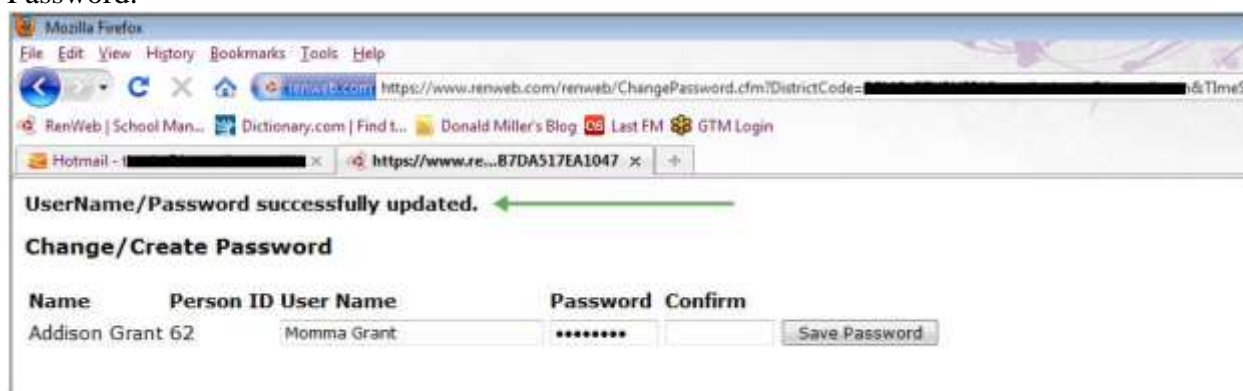 Password.
Mozilla Firefox
File Edit View History Bookmarks Tools Help
renweb.com https://www.renweb.com/renweb/ChangePassword.cfm?DistrictCode= n&TimeS
RenWeb | School Man... Dictionary.com | Find t... Donald Miller's Blog Last FM GTM Login
Hotmail - t https://www.re...B7DA517EA1047
UserName/Password successfully updated.
Change/Create Password
Name Person ID User Name Password Confirm
Addison Grant 62 Momma Grant •••••••• Save Password